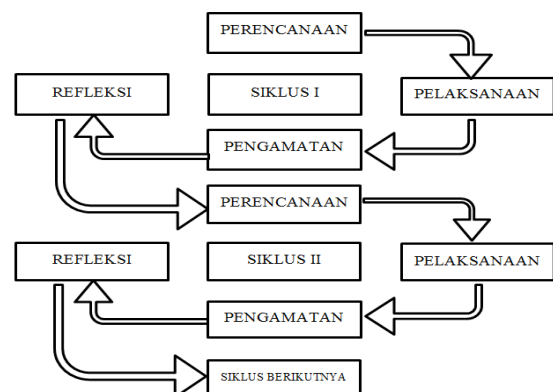 PERENCANAAN
REFLEKSI
SIKLUS I
PELAKSANAAN
PENGAMATAN
PERENCANAAN
REFLEKSI
SIKLUS II
PELAKSANAAN
PENGAMATAN
SIKLUS BERIKUTNYA